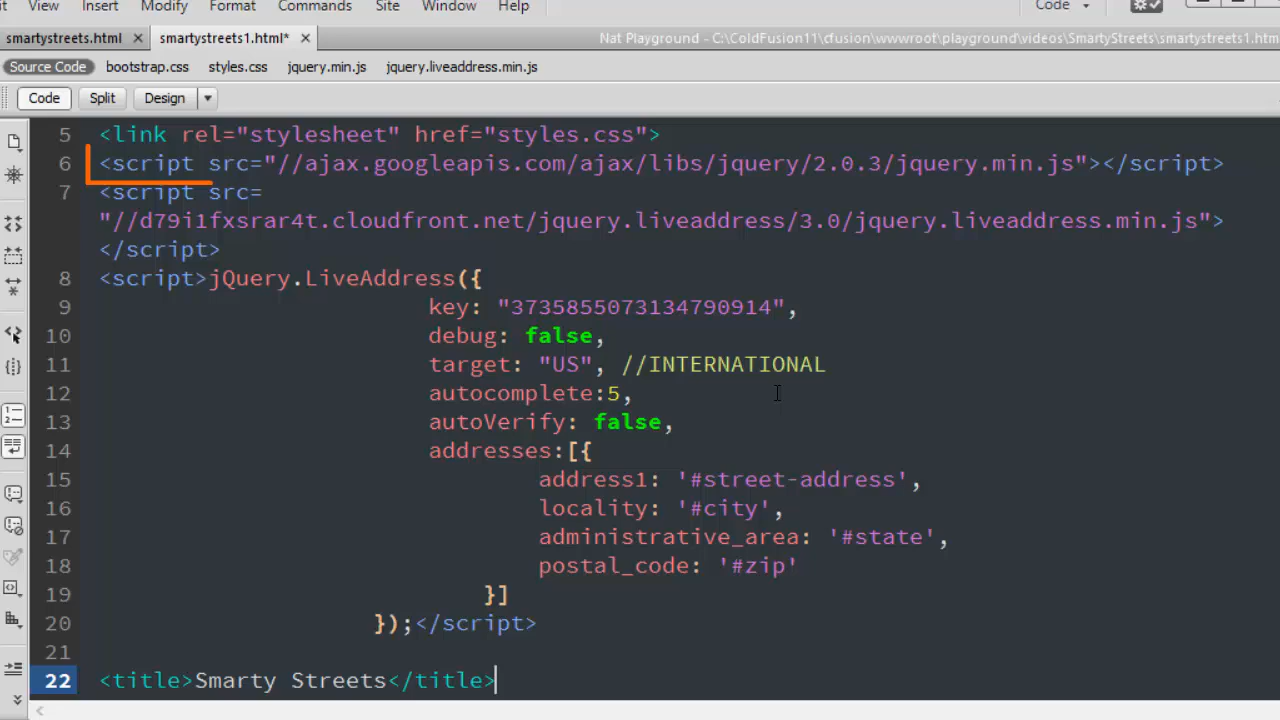 it View Insert Modify Format Commands Site Window Help Code
smartystreets.html × smartystreets1.html* × Nat Playground - C:\ColdFusion11\cfusion\wwwroot\playground\videos\SmartyStreets\smartystreets1.htm
Source Code bootstrap.css styles.css jquery.min.js jquery.liveaddress.min.js
Code Split Design
5 <link rel="stylesheet" href="styles.css">
6 <script src="//ajax.googleapis.com/ajax/libs/jquery/2.0.3/jquery.min.js"></script>
7 <script src=
"//d79i1fxsrar4t.cloudfront.net/jquery.liveaddress/3.0/jquery.liveaddress.min.js">
</script>
8 <script>jQuery.LiveAddress({
9 key: "3735855073134790914",
10 debug: false,
11 target: "US", //INTERNATIONAL
12 autocomplete:5,
13 autoVerify: false,
14 addresses:[{
15 address1: '#street-address',
16 locality: '#city',
17 administrative_area: '#state',
18 postal_code: '#zip'
19 }]
20 });</script>
21
22 <title>Smarty Streets</title>